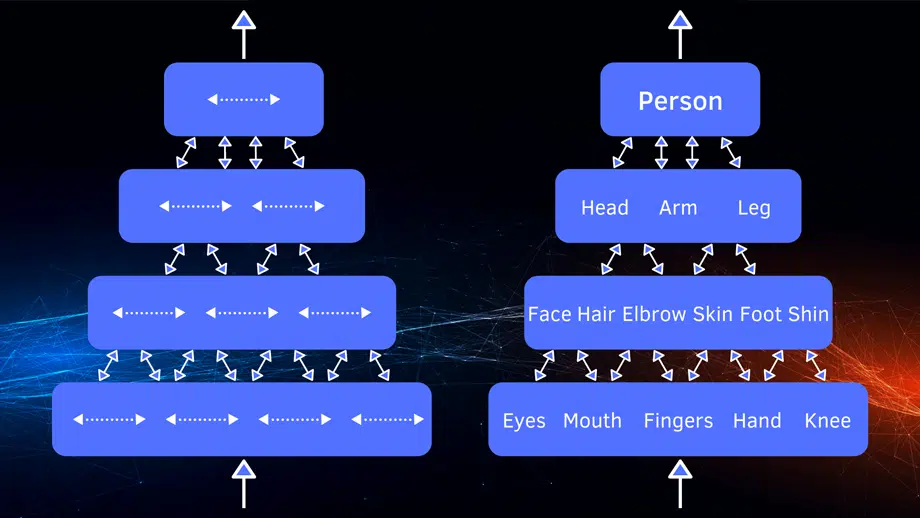 Person
Head Arm Leg
Face Hair Elbrow Skin Foot Shin
Eyes Mouth Fingers Hand Knee